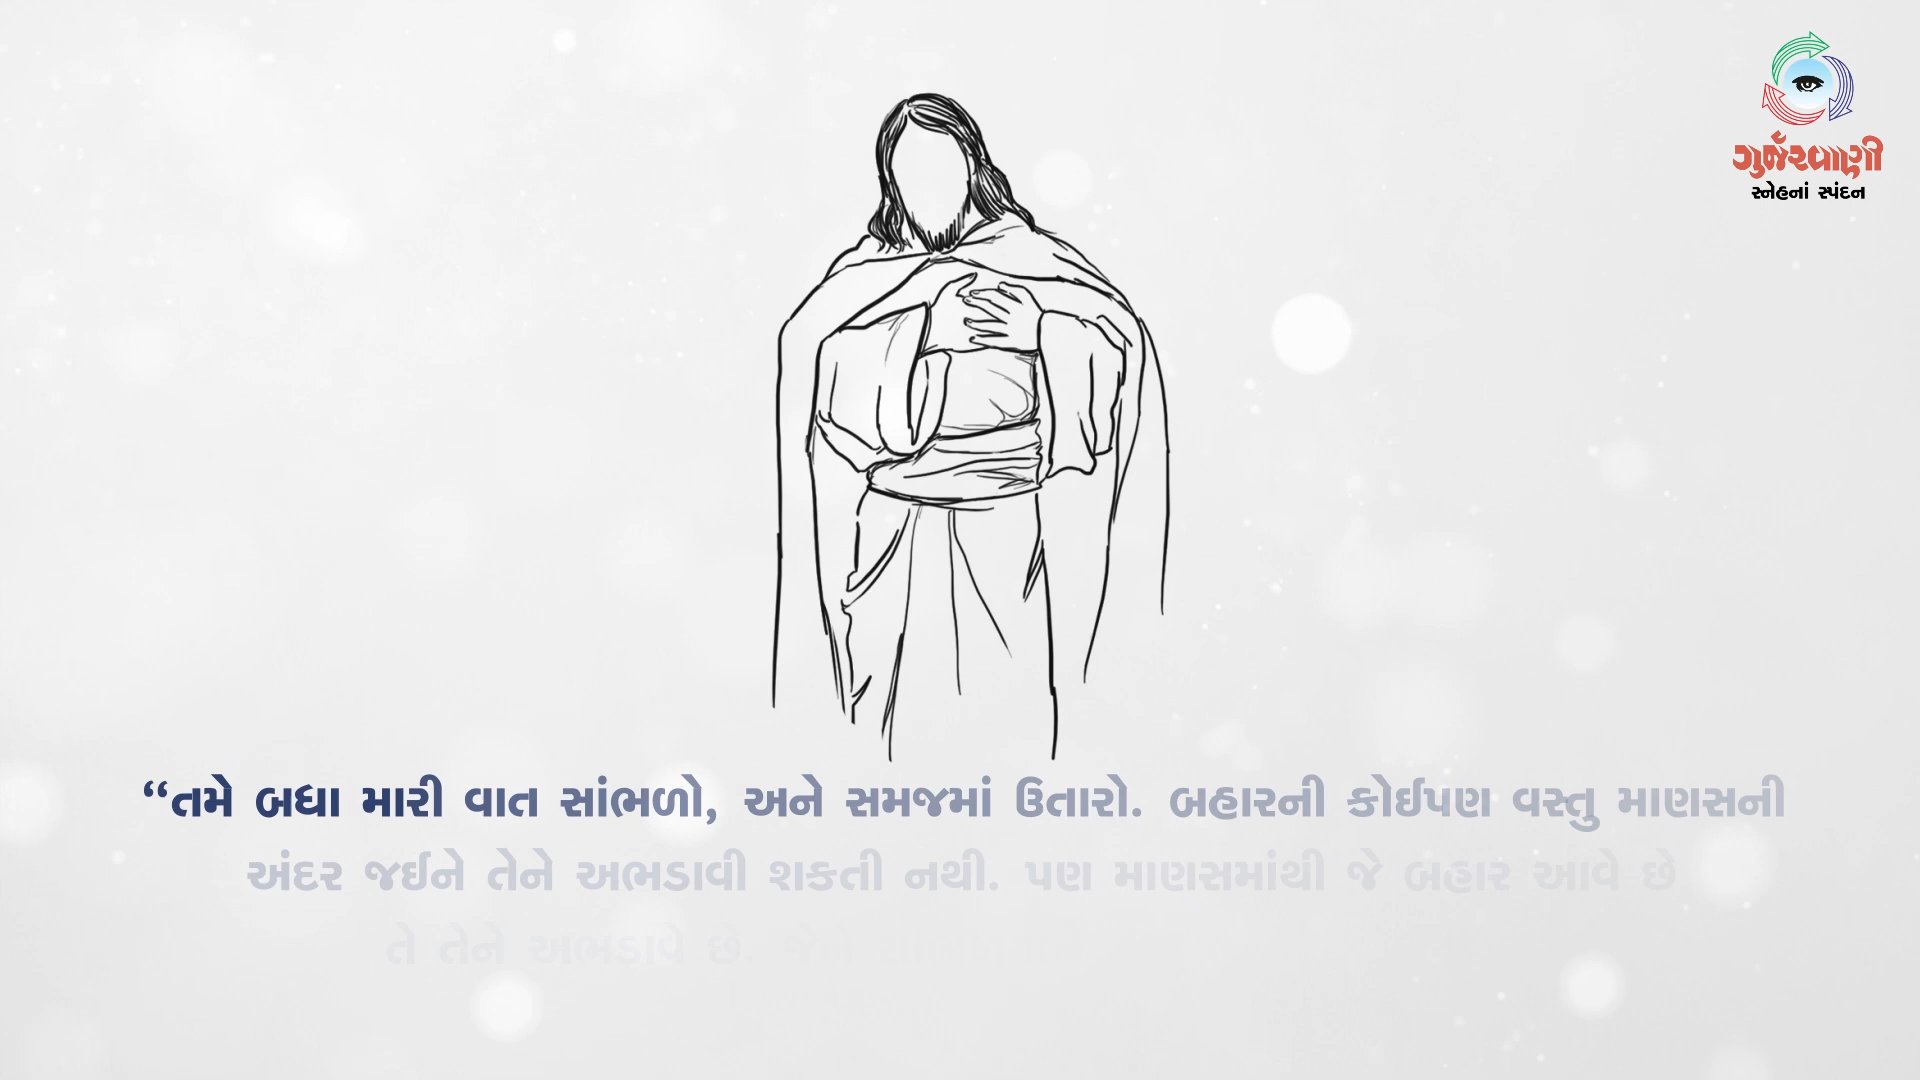 ગુર્જરવાણી
સ્નેહનાં સ્પંદન
“તમે બધા મારી વાત સાંભળો, અને સમજમાં ઉતારો. બહારની કોઈપણ વસ્તુ માણસની
અંદર જઈને તેને અભડાવી શકતી નથી. પણ માણસમાંથી જે બહાર આવે છે
તે તેને અભડાવે છે. જેને